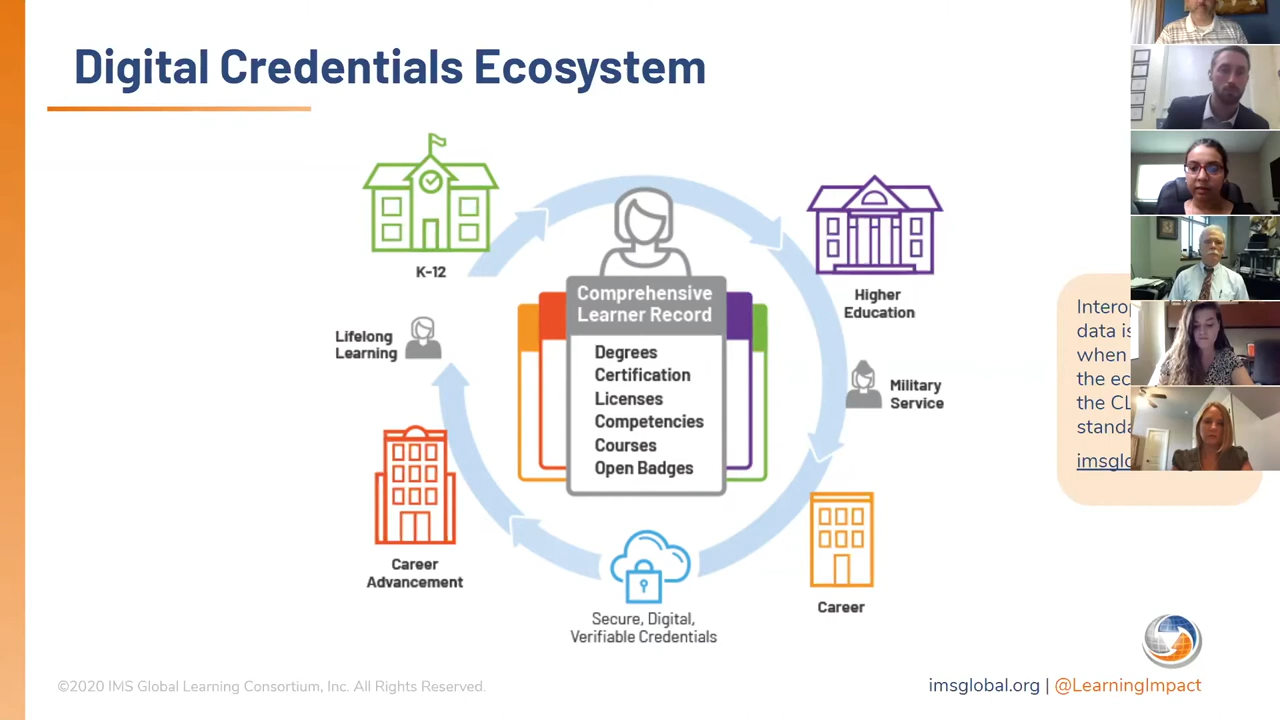 Digital Credentials Ecosystem
K-12
Higher
Education
Comprehensive
Learner Record
Degrees
Certification
Licenses
Competencies
Courses
Open Badges
Lifelong
Learning
Military
Service
data is
when
the
the
Career
Advancement
Career
Secure, Digital,
Verifiable Credentials
©2020 IMS Global Learning Consortium, Inc. All Rights Reserved.
imsglobal.org | @LearningImpact